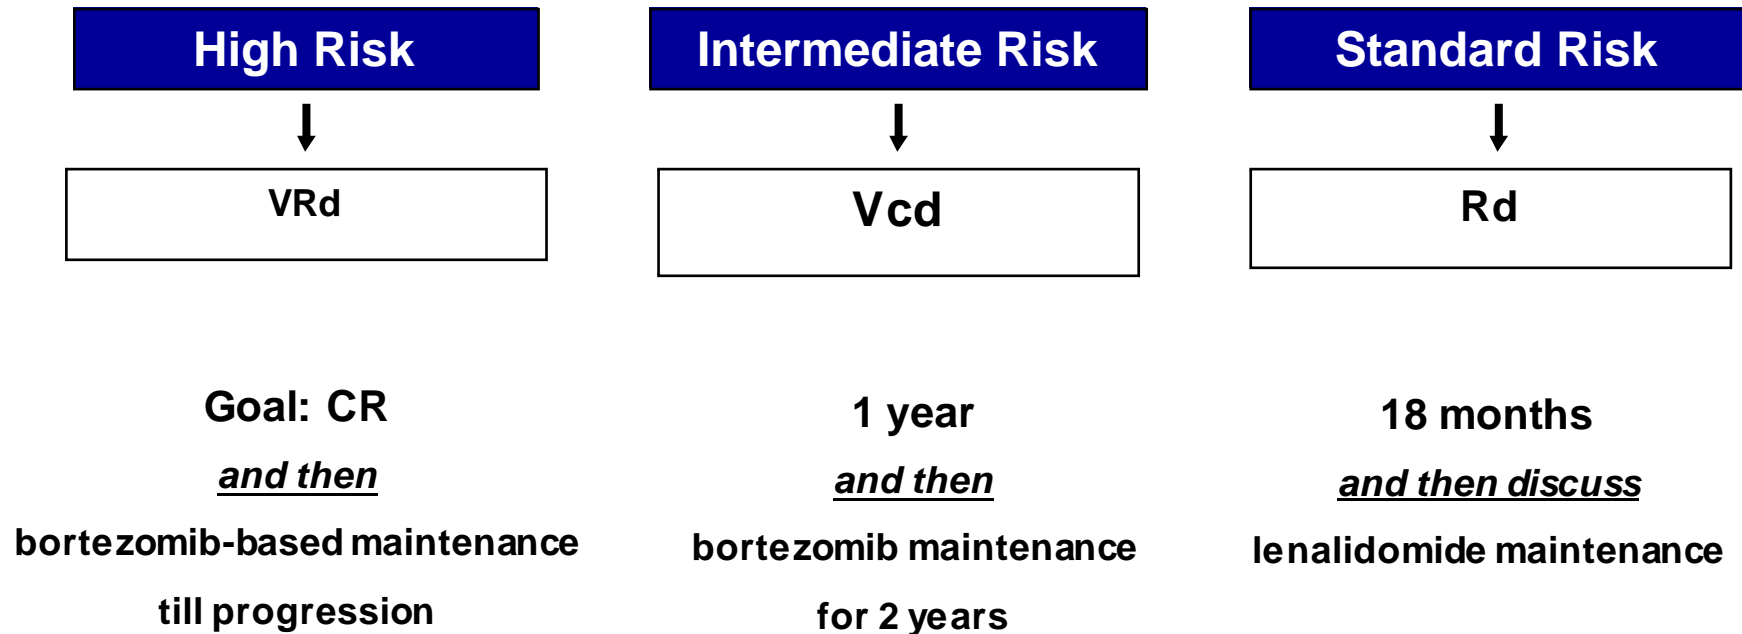 High Risk
VRd
Goal: CR
and then
bortezomib-based maintenance
till progression
Intermediate Risk
Vcd
1 year
and then
bortezomib maintenance
for 2 years
Standard Risk
Rd
18 months
and then discuss
lenalidomide maintenance